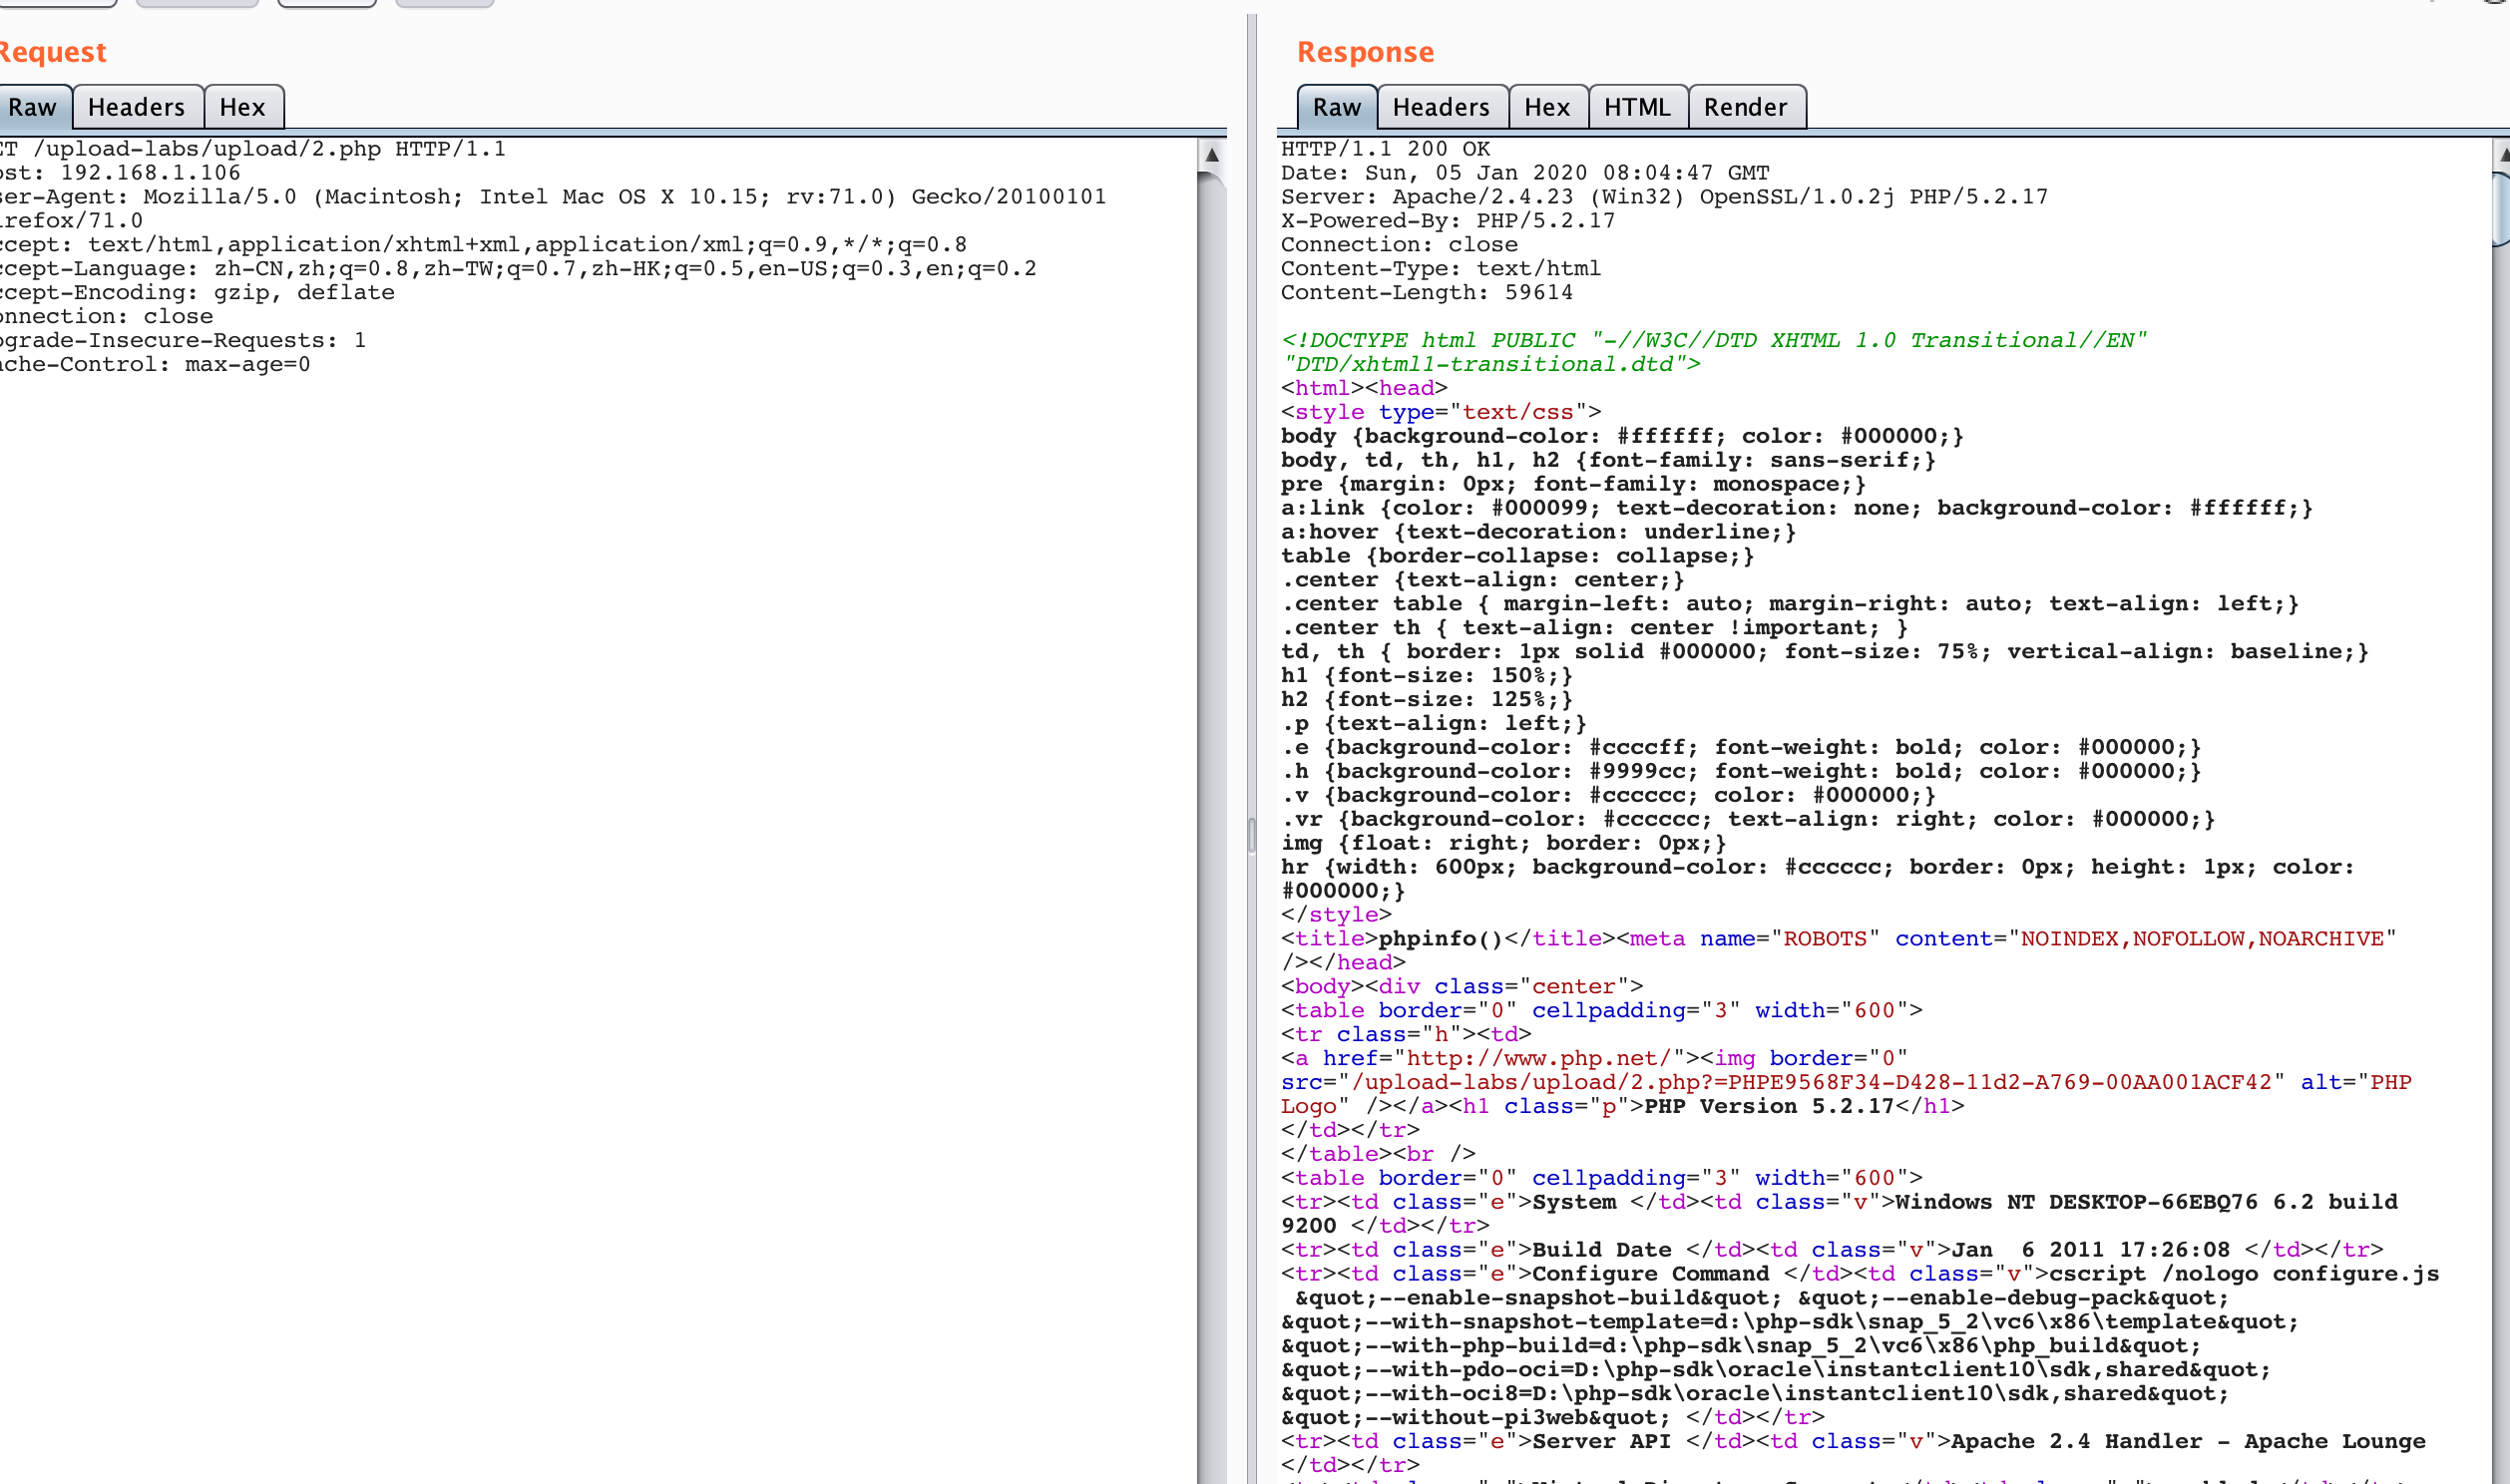 Request
Raw Headers Hex
ET /upload-labs/upload/2.php HTTP/1.1
ost: 192.168.1.106
ser-Agent: Mozilla/5.0 (Macintosh; Intel Mac OS X 10.15; rv:71.0) Gecko/20100101
irefox/71.0
ccept: text/html,application/xhtml+xml,application/xml;q=0.9,*/*;q=0.8
ccept-Language: zh-CN,zh;q=0.8,zh-TW;q=0.7,zh-HK;q=0.5,en-US;q=0.3,en;q=0.2
ccept-Encoding: gzip, deflate
onnection: close
pgrade-Insecure-Requests: 1
ache-Control: max-age=0
Response
Raw Headers Hex HTML Render
HTTP/1.1 200 OK
Date: Sun, 05 Jan 2020 08:04:47 GMT
Server: Apache/2.4.23 (Win32) OpenSSL/1.0.2j PHP/5.2.17
X-Powered-By: PHP/5.2.17
Connection: close
Content-Type: text/html
Content-Length: 59614
<!DOCTYPE html PUBLIC "-//W3C//DTD XHTML 1.0 Transitional//EN"
"DTD/xhtml1-transitional.dtd">
<html><head>
<style type="text/css">
body {background-color: #ffffff; color: #000000;}
body, td, th, h1, h2 {font-family: sans-serif;}
pre {margin: 0px; font-family: monospace;}
a:link {color: #000099; text-decoration: none; background-color: #ffffff;}
a:hover {text-decoration: underline;}
table {border-collapse: collapse;}
.center {text-align: center;}
.center table { margin-left: auto; margin-right: auto; text-align: left;}
.center th { text-align: center !important; }
td, th { border: 1px solid #000000; font-size: 75%; vertical-align: baseline;}
h1 {font-size: 150%;}
h2 {font-size: 125%;}
.p {text-align: left;}
.e {background-color: #ccccff; font-weight: bold; color: #000000;}
.h {background-color: #9999cc; font-weight: bold; color: #000000;}
.v {background-color: #cccccc; color: #000000;}
.vr {background-color: #cccccc; text-align: right; color: #000000;}
img {float: right; border: 0px;}
hr {width: 600px; background-color: #cccccc; border: 0px; height: 1px; color:
#000000;}
</style>
<title>phpinfo()</title><meta name="ROBOTS" content="NOINDEX,NOFOLLOW,NOARCHIVE"
/></head>
<body><div class="center">
<table border="0" cellpadding="3" width="600">
<tr class="h"><td>
<a href="http://www.php.net/"><img border="0"
src="/upload-labs/upload/2.php?=PHPE9568F34-D428-11d2-A769-00AA001ACF42" alt="PHP
Logo" /></a><h1 class="p">PHP Version 5.2.17</h1>
</td></tr>
</table><br />
<table border="0" cellpadding="3" width="600">
<tr><td class="e">System </td><td class="v">Windows NT DESKTOP-66EBQ76 6.2 build
9200 </td></tr>
<tr><td class="e">Build Date </td><td class="v">Jan  6 2011 17:26:08 </td></tr>
<tr><td class="e">Configure Command </td><td class="v">cscript /nologo configure.js
&quot;--enable-snapshot-build&quot; &quot;--enable-debug-pack&quot;
&quot;--with-snapshot-template=d:\php-sdk\snap_5_2\vc6\x86\template&quot;
&quot;--with-php-build=d:\php-sdk\snap_5_2\vc6\x86\php_build&quot;
&quot;--with-pdo-oci=D:\php-sdk\oracle\instantclient10\sdk,shared&quot;
&quot;--with-oci8=D:\php-sdk\oracle\instantclient10\sdk,shared&quot;
&quot;--without-pi3web&quot; </td></tr>
<tr><td class="e">Server API </td><td class="v">Apache 2.4 Handler - Apache Lounge
</td></tr>